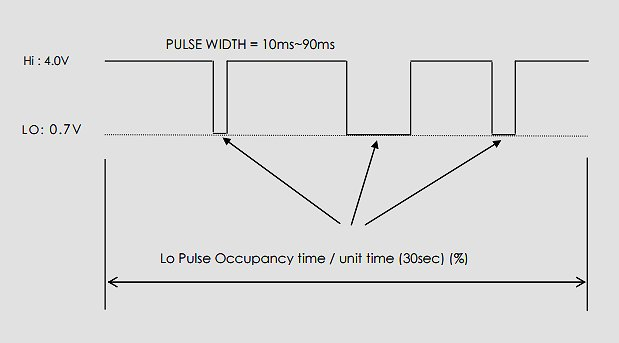 PULSE WIDTH = 10ms~90ms
Hi : 4.0V
LO: 0.7V
Lo Pulse Occupancy time / unit time (30sec) (%)